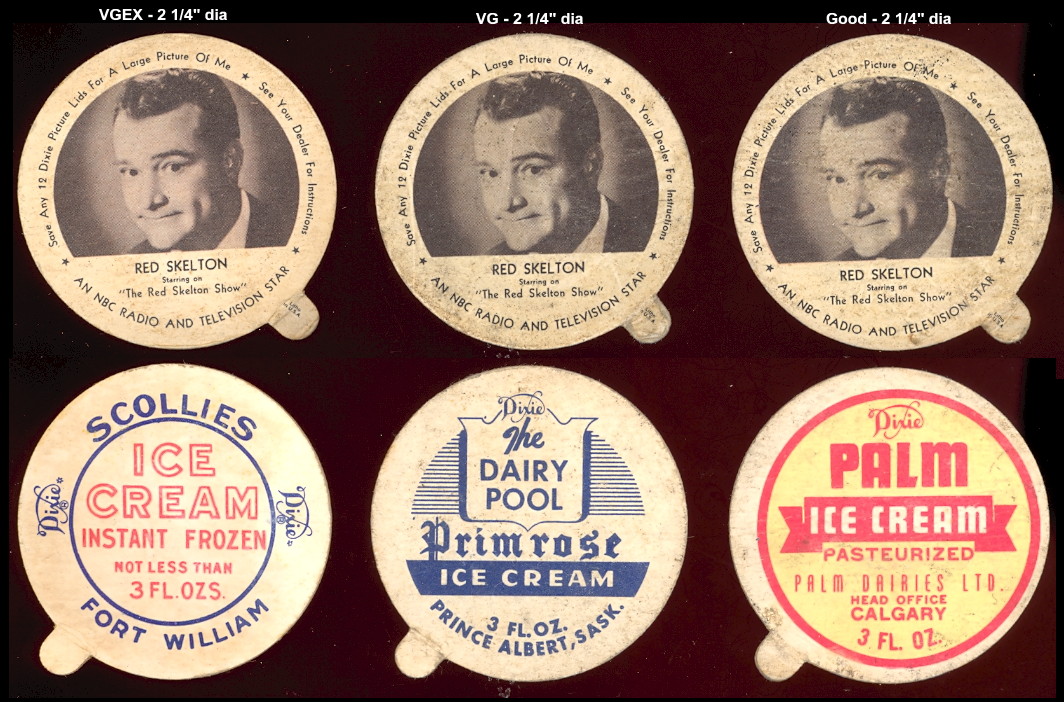 VGEX - 2 1/4" dia
VG - 2 1/4" dia
Good - 2 1/4" dia
Save Any 12 Dixie Picture Lids For A Large Picture Of Me ★ See Your Dealer For Instructions ★
RED SKELTON
Starring on
"The Red Skelton Show"
★ AN NBC RADIO AND TELEVISION STAR
U.S.A.
Save Any 12 Dixie Picture Lids For A Large Picture Of Me ★ See Your Dealer For Instructions ★
RED SKELTON
Starring on
"The Red Skelton Show"
★ AN NBC RADIO AND TELEVISION STAR
U.S.A.
Save Any 12 Dixie Picture Lids For A Large Picture Of Me ★ See Your Dealer For Instructions ★
RED SKELTON
Starring on
"The Red Skelton Show"
★ AN NBC RADIO AND TELEVISION STAR
U.S.A.
SCOLLIES
Dixie
ICE
CREAM
INSTANT FROZEN
NOT LESS THAN
3 FL.OZS.
Dixie
FORT WILLIAM
Dixie
The
DAIRY
POOL
Primrose
ICE CREAM
3 FL.OZ.
PRINCE ALBERT, SASK.
Dixie
PALM
ICE CREAM
PASTEURIZED
PALM DAIRIES LTD.
HEAD OFFICE
CALGARY
3 FL. OZ.